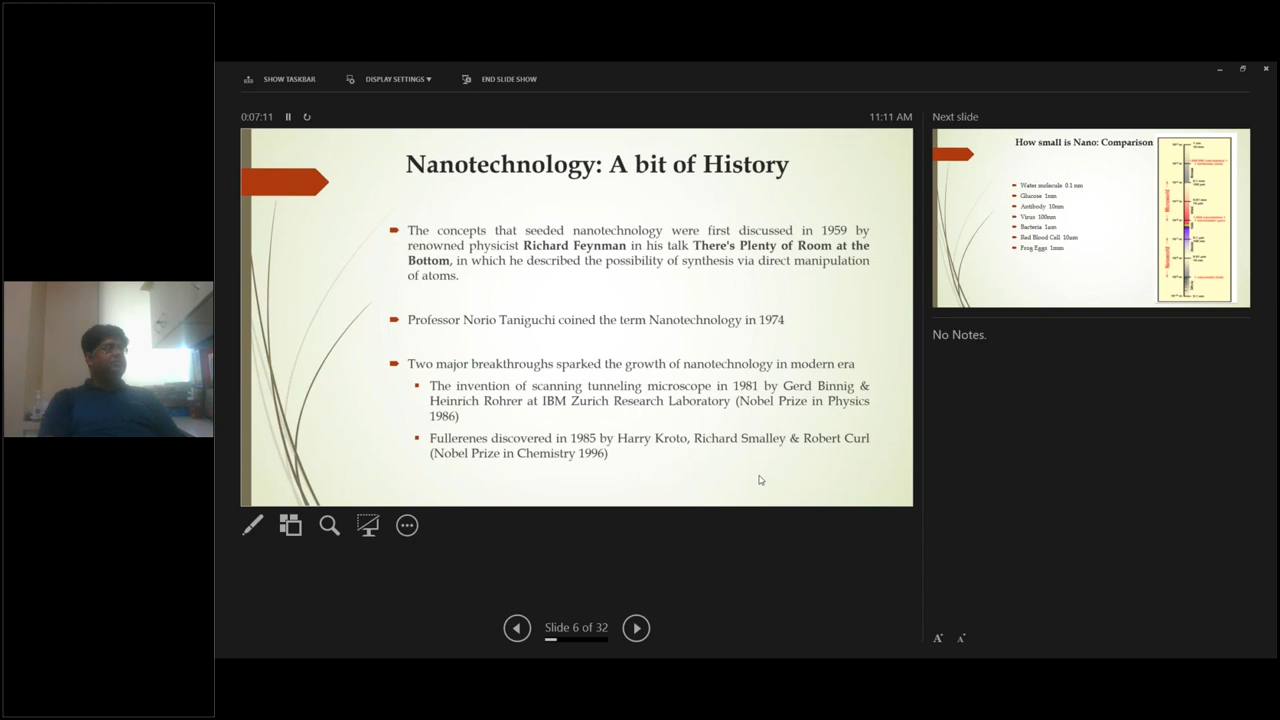 SHOW TASKBAR
DISPLAY SETTINGS ▾
END SLIDE SHOW
0:07:11
11:11 AM
Nanotechnology: A bit of History
The concepts that seeded nanotechnology were first discussed in 1959 by
renowned physicist Richard Feynman in his talk There's Plenty of Room at the
Bottom, in which he described the possibility of synthesis via direct manipulation
of atoms.
Professor Norio Taniguchi coined the term Nanotechnology in 1974
Two major breakthroughs sparked the growth of nanotechnology in modern era
The invention of scanning tunneling microscope in 1981 by Gerd Binnig &
Heinrich Rohrer at IBM Zurich Research Laboratory (Nobel Prize in Physics
1986)
Fullerenes discovered in 1985 by Harry Kroto, Richard Smalley & Robert Curl
(Nobel Prize in Chemistry 1996)
Slide 6 of 32
Next slide
How small is Nano: Comparison
Water molecule 0.1 nm
Glucose 1nm
Antibody 10nm
Virus 100nm
Bacteria 1um
Red Blood Cell 10um
Frog Eggs 1mm
No Notes.
A
A